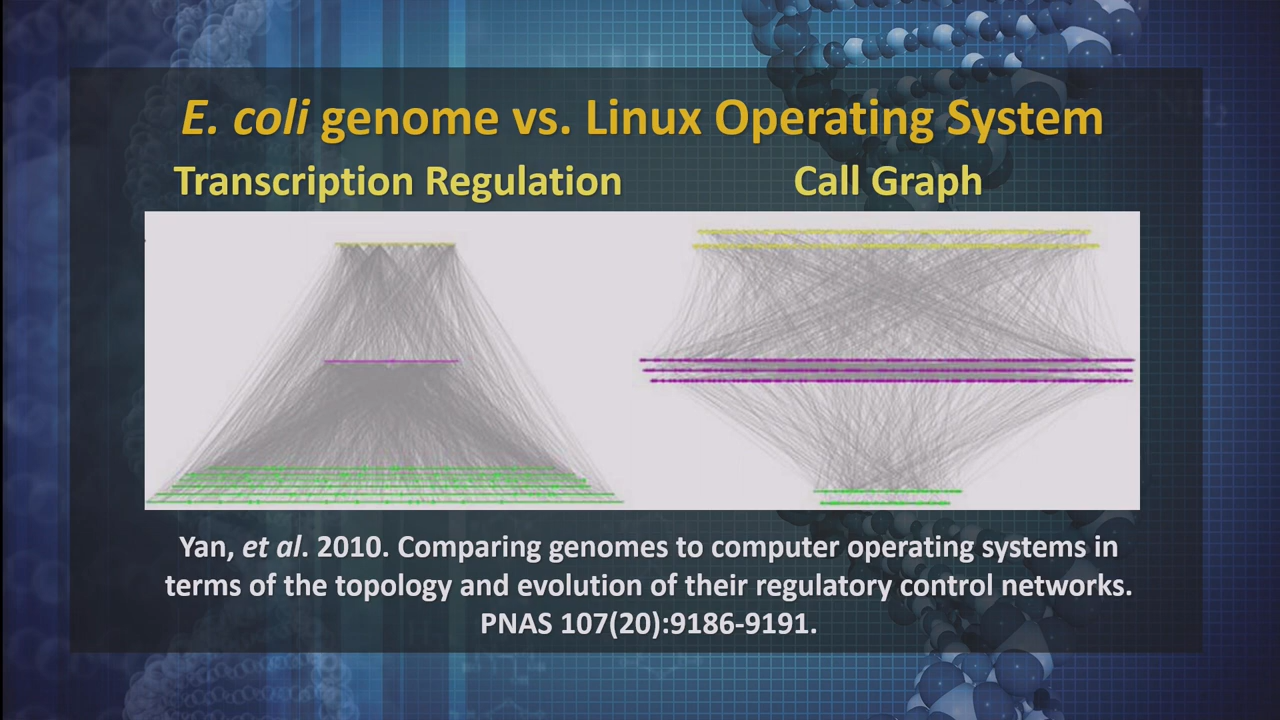 E. coli genome vs. Linux Operating System
Transcription Regulation
Call Graph
Yan, et al. 2010. Comparing genomes to computer operating systems in
terms of the topology and evolution of their regulatory control networks.
PNAS 107(20):9186-9191.